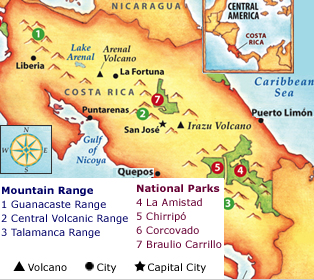 NICARAGUA
CENTRAL
AMERICA
COSTA
RICA
1
Lake
Arenal
Arenal
Volcano
Liberia
La Fortuna
Caribbean
Sea
COSTA RICA
7
Puntarenas
2
Puerto Limón
San José
Irazu Volcano
Gulf
of
Nicoya
N
W
E
S
Quepos
5
4
3
Mountain Range
1 Guanacaste Range
2 Central Volcanic Range
3 Talamanca Range
National Parks
4 La Amistad
5 Chirripó
6 Corcovado
7 Braulio Carrillo
Volcano
City
Capital City